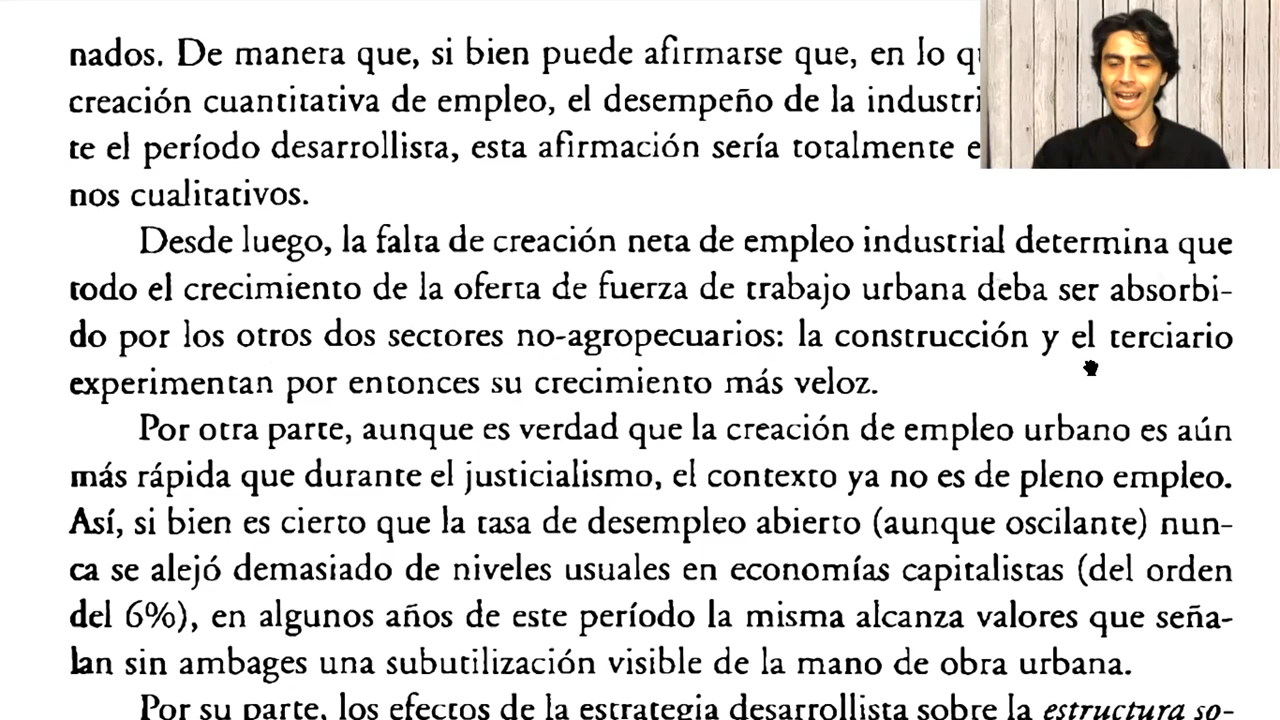 nados. De manera que, si bien puede afirmarse que, en lo
creación cuantitativa de empleo, el desempeño de la
te el período desarrollista, esta afirmación sería totalmente
nos cualitativos.
Desde luego, la falta de creación neta de empleo industrial determina que
todo el crecimiento de la oferta de fuerza de trabajo urbana deba ser absorbi-
do por los otros dos sectores no-agropecuarios: la construcción y el terciario
experimentan por entonces su crecimiento más veloz.
Por otra parte, aunque es verdad que la creación de empleo urbano es aún
más rápida que durante el justicialismo, el contexto ya no es de pleno empleo.
Así, si bien es cierto que la tasa de desempleo abierto (aunque oscilante) nun-
ca se alejó demasiado de niveles usuales en economías capitalistas (del orden
del 6%), en algunos años de este período la misma alcanza valores que seña-
lan sin ambages una subutilización visible de la mano de obra urbana.
Por su parte, los efectos de la estrategia desarrollista sobre la estructura so-